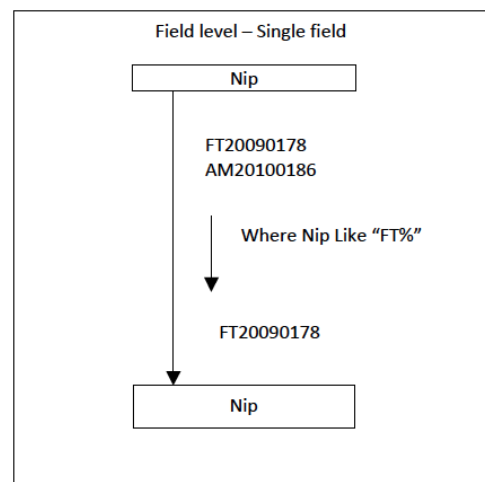 Field level – Single field
Nip
FT20090178
AM20100186
Where Nip Like “FT%”
FT20090178
Nip